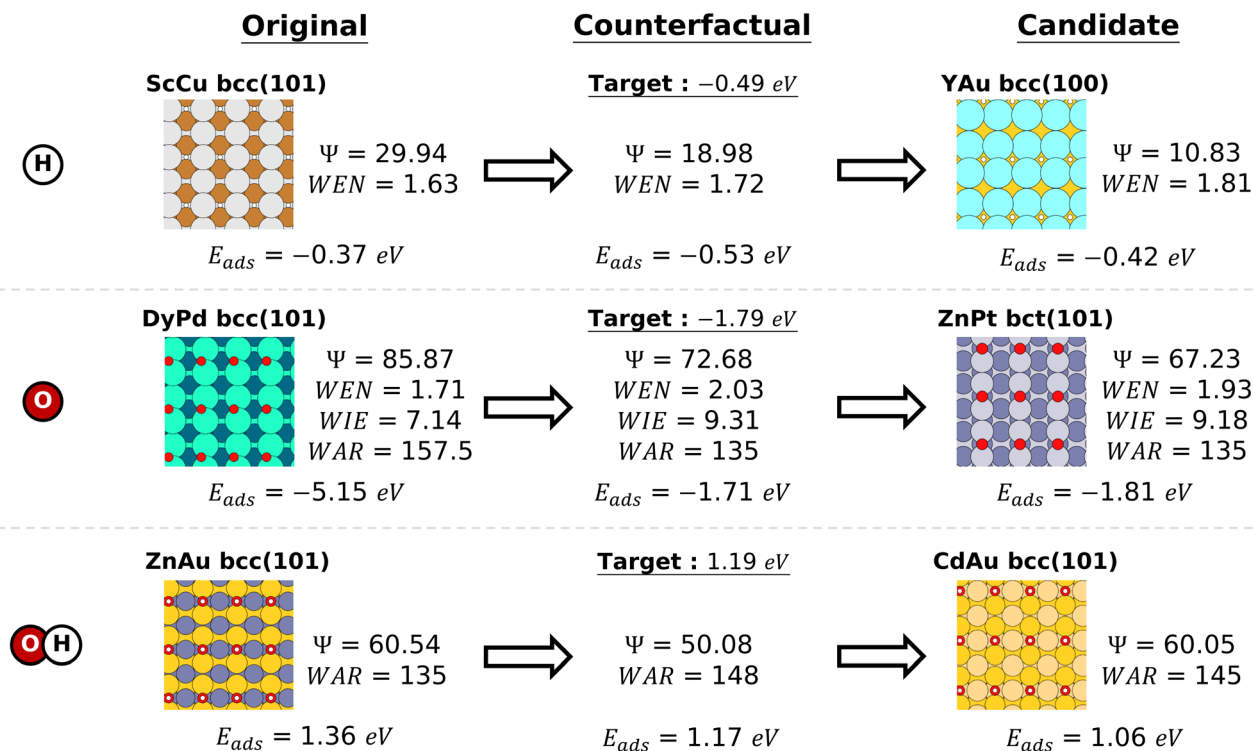 Original Counterfactual Candidate
ScCu bcc(101) Target : −0.49 eV YAu bcc(100)
H
Ψ = 29.94 Ψ = 18.98 Ψ = 10.83
WEN = 1.63 WEN = 1.72 WEN = 1.81
E_ads = −0.37 eV E_ads = −0.53 eV E_ads = −0.42 eV
DyPd bcc(101) Target : −1.79 eV ZnPt bct(101)
O
Ψ = 85.87 Ψ = 72.68 Ψ = 67.23
WEN = 1.71 WEN = 2.03 WEN = 1.93
WIE = 7.14 WIE = 9.31 WIE = 9.18
WAR = 157.5 WAR = 135 WAR = 135
E_ads = −5.15 eV E_ads = −1.71 eV E_ads = −1.81 eV
ZnAu bcc(101) Target : 1.19 eV CdAu bcc(101)
O H
Ψ = 60.54 Ψ = 50.08 Ψ = 60.05
WAR = 135 WAR = 148 WAR = 145
E_ads = 1.36 eV E_ads = 1.17 eV E_ads = 1.06 eV